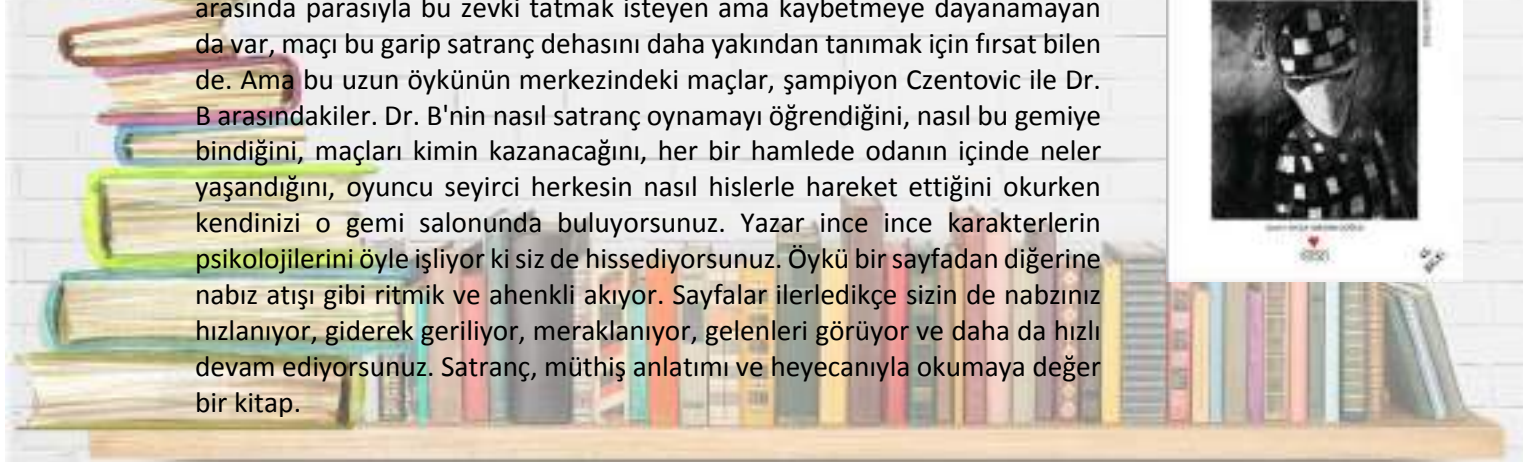 arasında parasıyla bu zevki tatmak isteyen ama kaybetmeye dayanamayan
da var, maçı bu garip satranç dehasını daha yakından tanımak için fırsat bilen
de. Ama bu uzun öykünün merkezindeki maçlar, şampiyon Czentovic ile Dr.
B arasındakiler. Dr. B'nin nasıl satranç oynamayı öğrendiğini, nasıl bu gemiye
bindiğini, maçları kimin kazanacağını, her bir hamlede odanın içinde neler
yaşandığını, oyuncu seyirci herkesin nasıl hislerle hareket ettiğini okurken
kendinizi o gemi salonunda buluyorsunuz. Yazar ince ince karakterlerin
psikolojilerini öyle işliyor ki siz de hissediyorsunuz. Öykü bir sayfadan diğerine
nabız atışı gibi ritmik ve ahenkli akıyor. Sayfalar ilerledikçe sizin de nabzınız
hızlanıyor, giderek geriliyor, meraklanıyor, gelenleri görüyor ve daha da hızlı
devam ediyorsunuz. Satranç, müthiş anlatımı ve heyecanıyla okumaya değer
bir kitap.